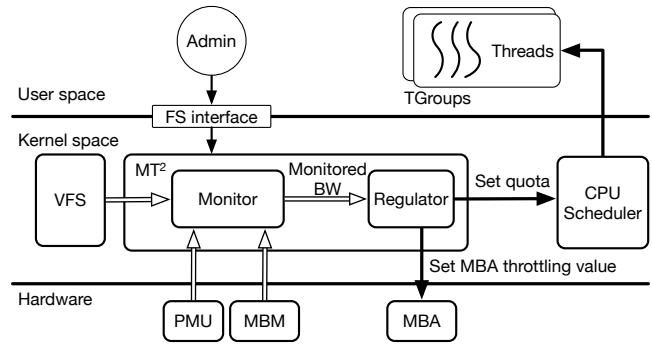 Admin
Threads
TGroups
User space
FS interface
Kernel space
MT²
VFS
Monitor
Monitored
BW
Regulator
Set quota
CPU
Scheduler
Set MBA throttling value
Hardware
PMU
MBM
MBA